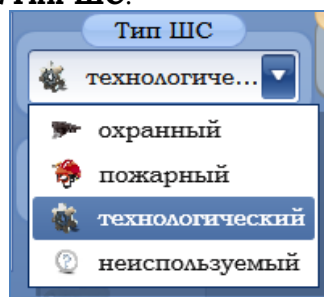 Тип ШС
технологиче...
охранный
пожарный
технологический
неиспользуемый